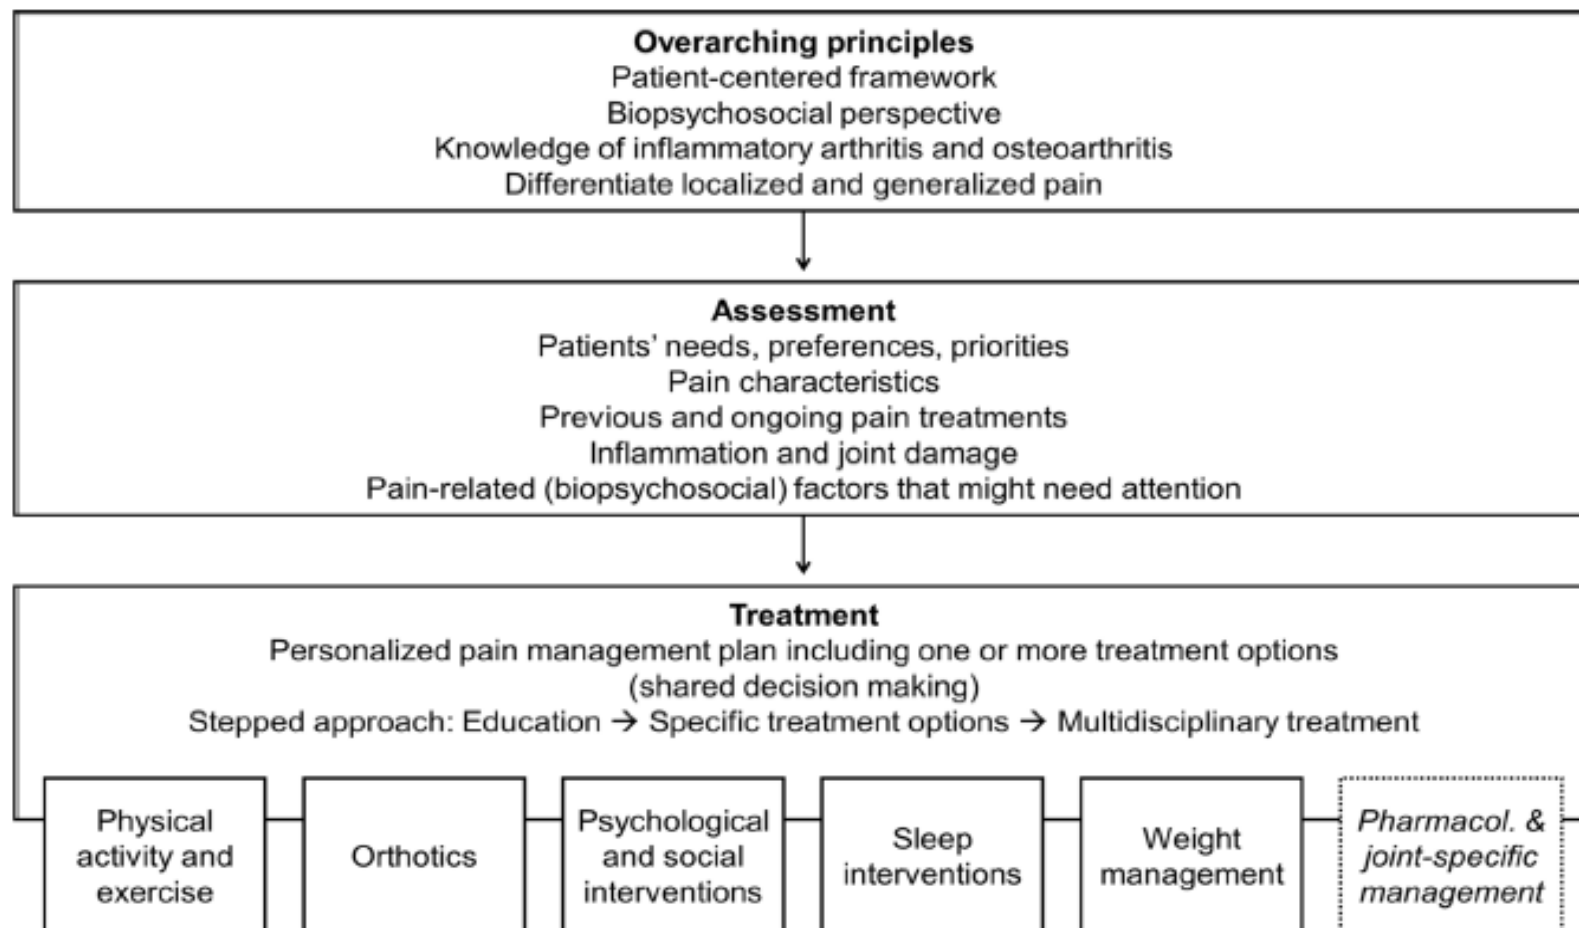 Overarching principles
Patient-centered framework
Biopsychosocial perspective
Knowledge of inflammatory arthritis and osteoarthritis
Differentiate localized and generalized pain
Assessment
Patients’ needs, preferences, priorities
Pain characteristics
Previous and ongoing pain treatments
Inflammation and joint damage
Pain-related (biopsychosocial) factors that might need attention
Treatment
Personalized pain management plan including one or more treatment options
(shared decision making)
Stepped approach: Education → Specific treatment options → Multidisciplinary treatment
Physical
activity and
exercise
Orthotics
Psychological
and social
interventions
Sleep
interventions
Weight
management
Pharmacol. &
joint-specific
management